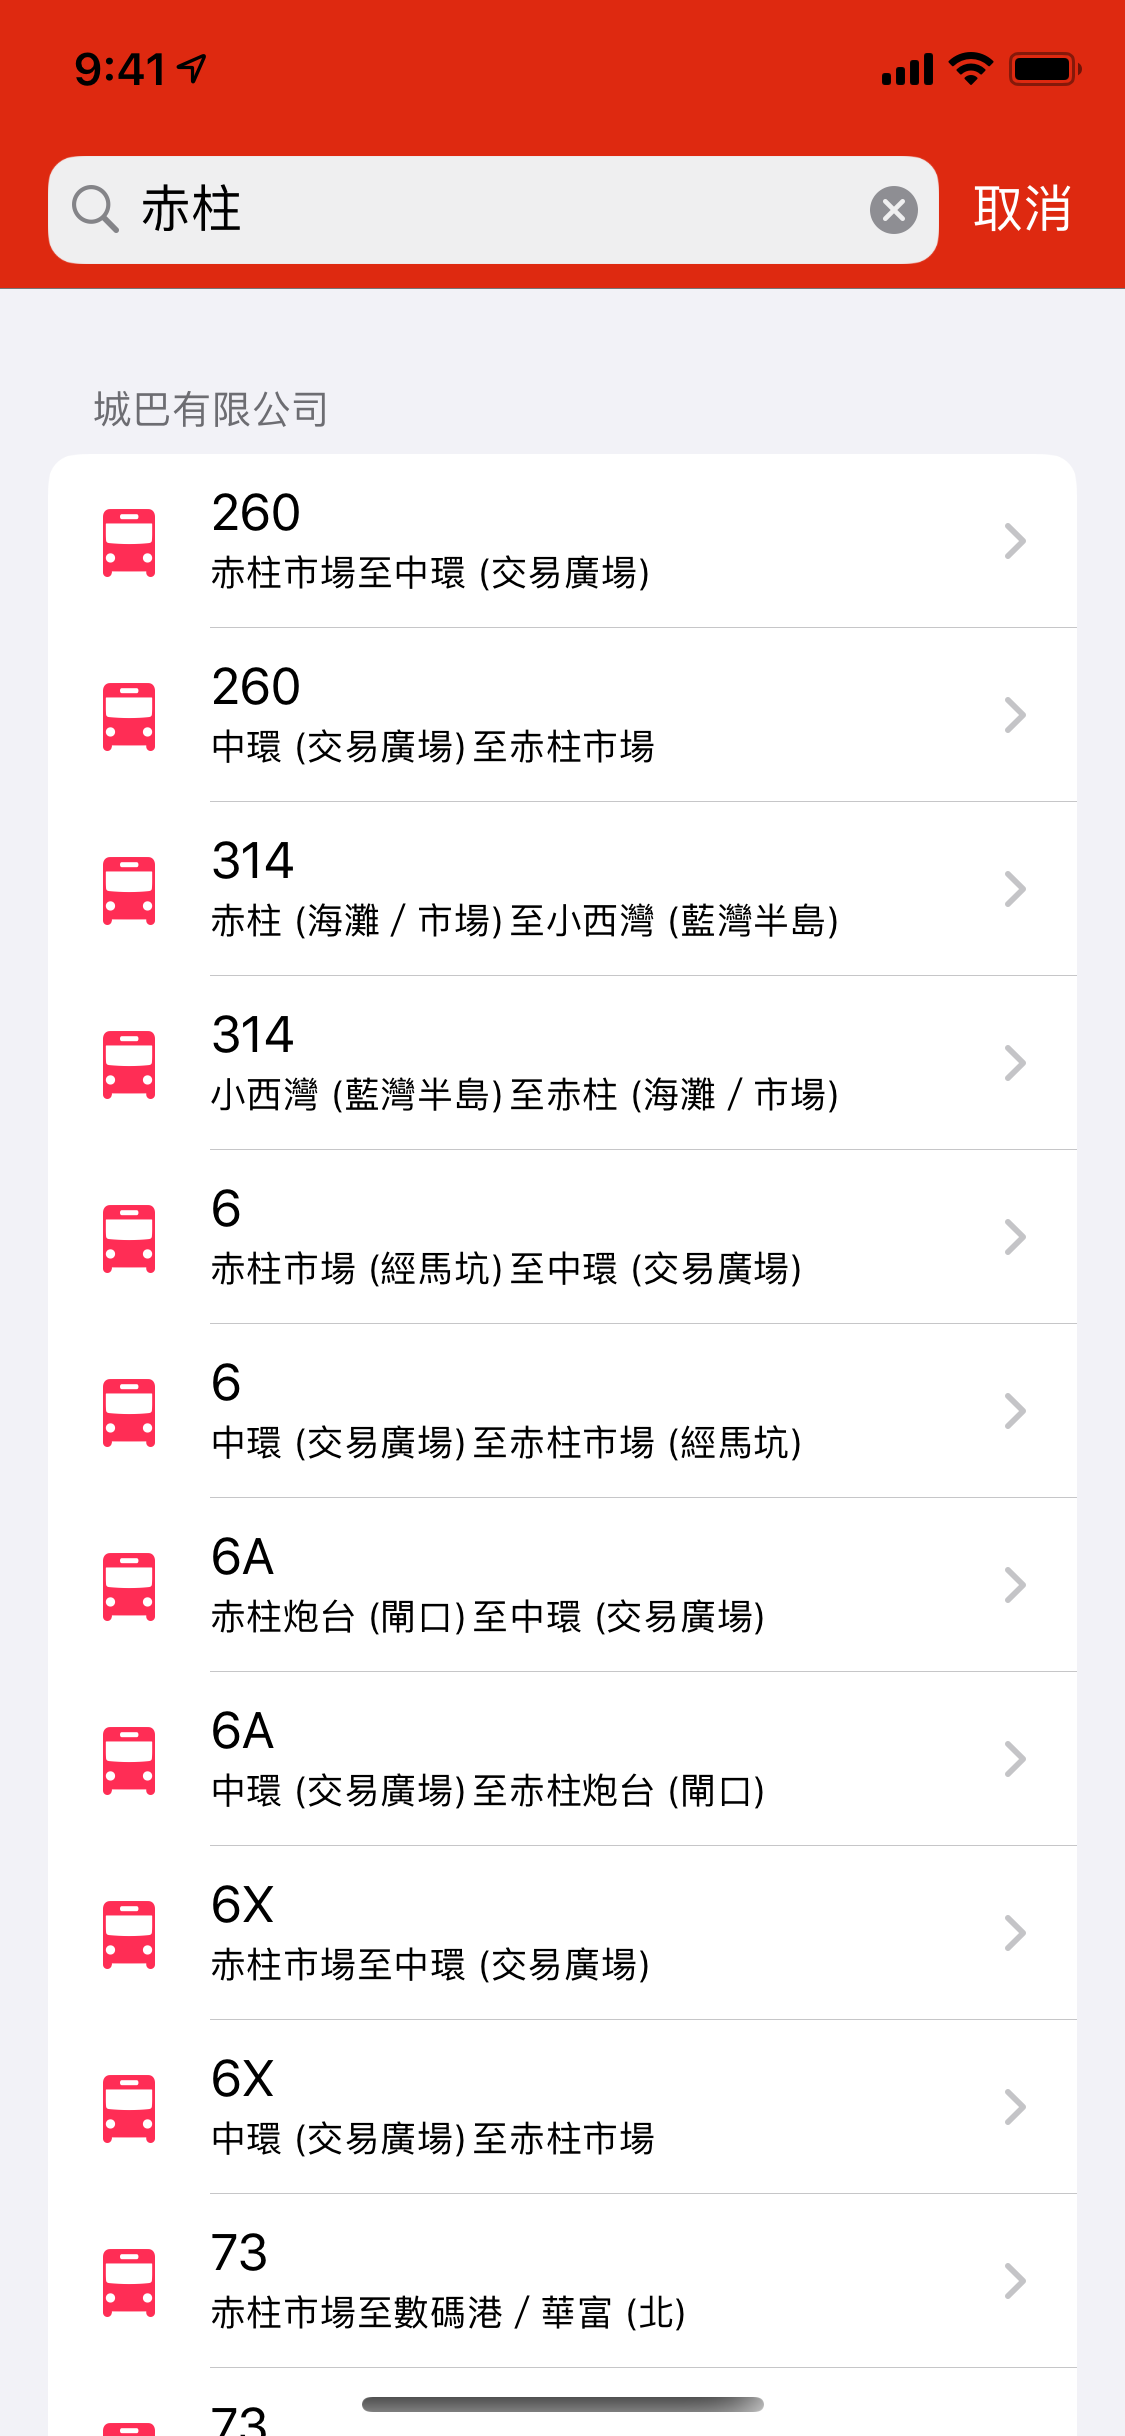 9:41
赤柱
取消
城巴有限公司
260
赤柱市場至中環 (交易廣場)
260
中環 (交易廣場) 至赤柱市場
314
赤柱 (海灘 / 市場) 至小西灣 (藍灣半島)
314
小西灣 (藍灣半島) 至赤柱 (海灘 / 市場)
6
赤柱市場 (經馬坑) 至中環 (交易廣場)
6
中環 (交易廣場) 至赤柱市場 (經馬坑)
6A
赤柱炮台 (閘口) 至中環 (交易廣場)
6A
中環 (交易廣場) 至赤柱炮台 (閘口)
6X
赤柱市場至中環 (交易廣場)
6X
中環 (交易廣場) 至赤柱市場
73
赤柱市場至數碼港 / 華富 (北)
73